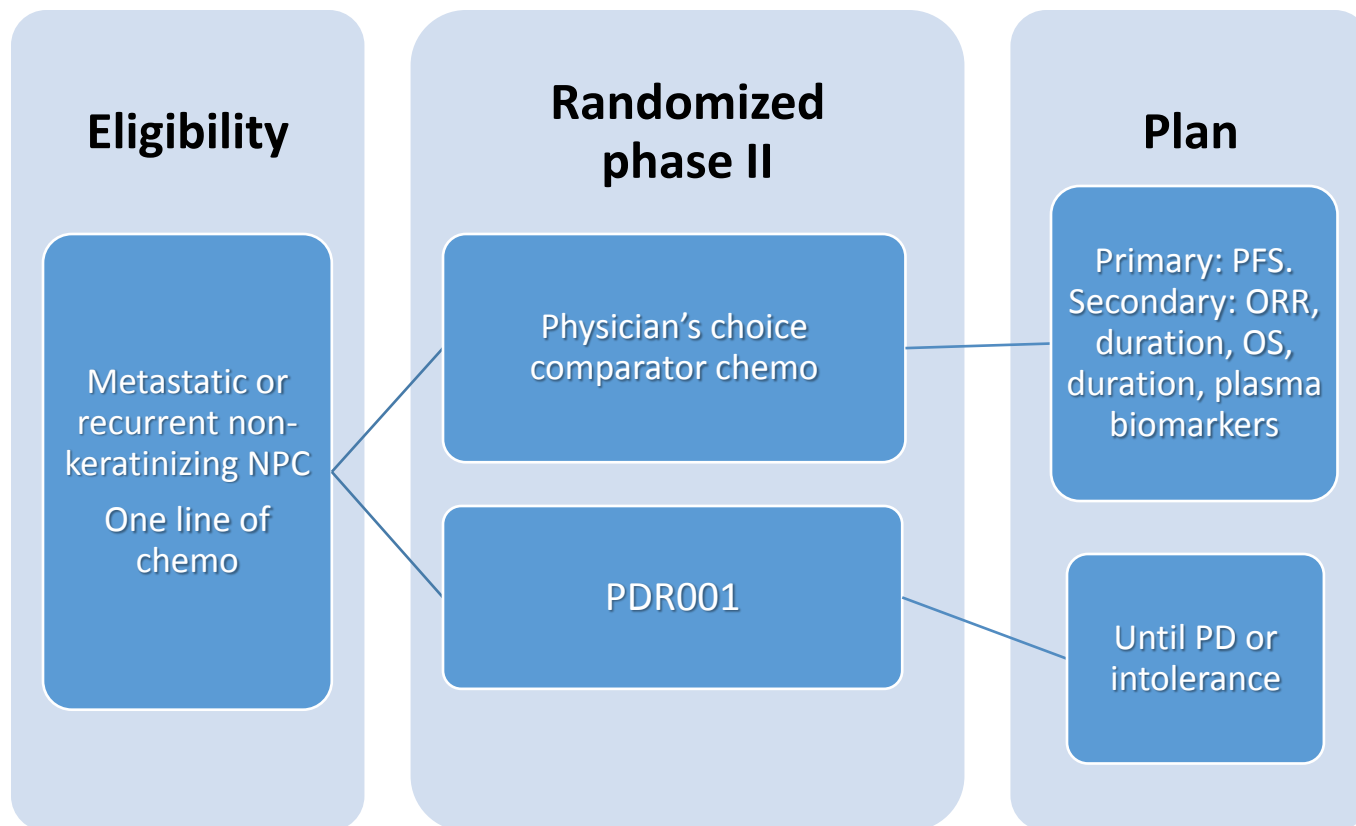 Eligibility
Metastatic or
recurrent non-
keratinizing NPC
One line of
chemo
Randomized
phase II
Physician’s choice
comparator chemo
PDR001
Plan
Primary: PFS.
Secondary: ORR,
duration, OS,
duration, plasma
biomarkers
Until PD or
intolerance